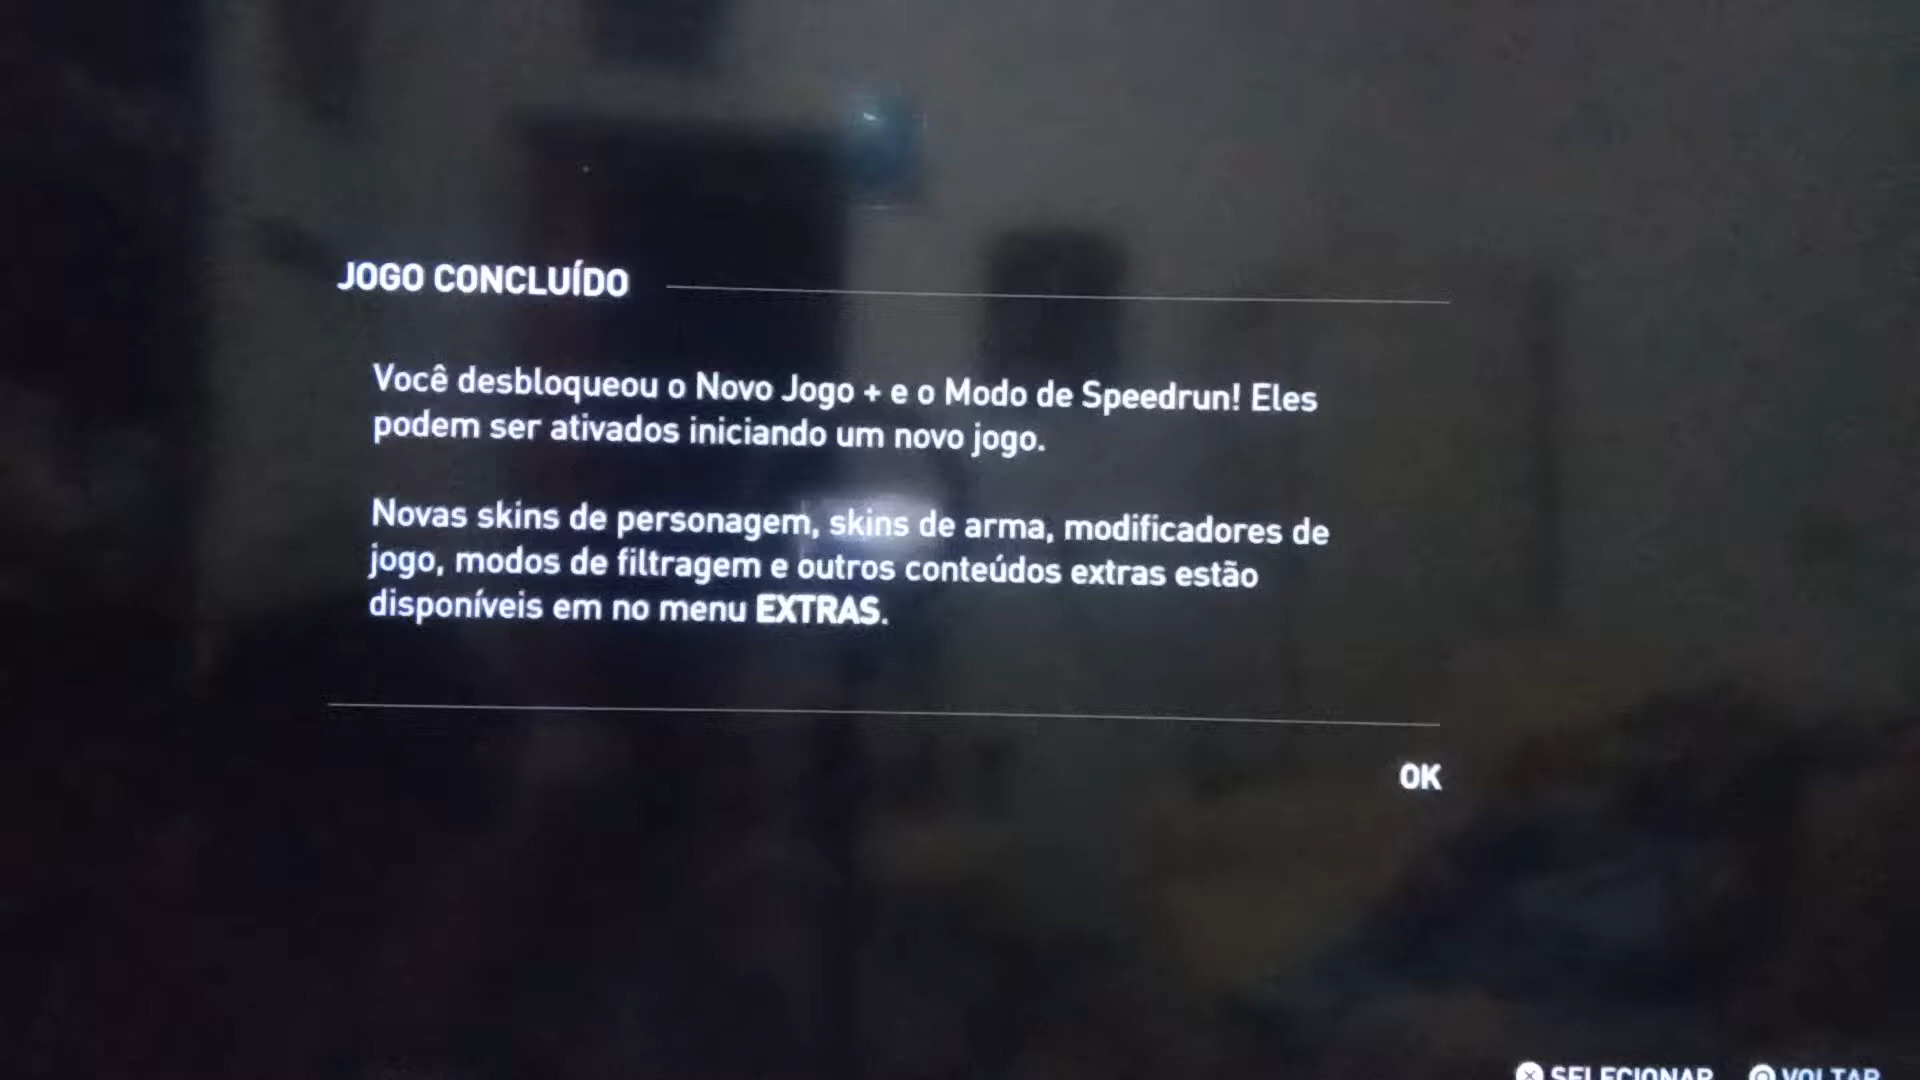 JOGO CONCLUÍDO
Você desbloqueou o Novo Jogo + e o Modo de Speedrun! Eles
podem ser ativados iniciando um novo jogo.
Novas skins de personagem, skins de arma, modificadores de
jogo, modos de filtragem e outros conteúdos extras estão
disponíveis em no menu EXTRAS.
OK
SELECIONAR VOLTAR